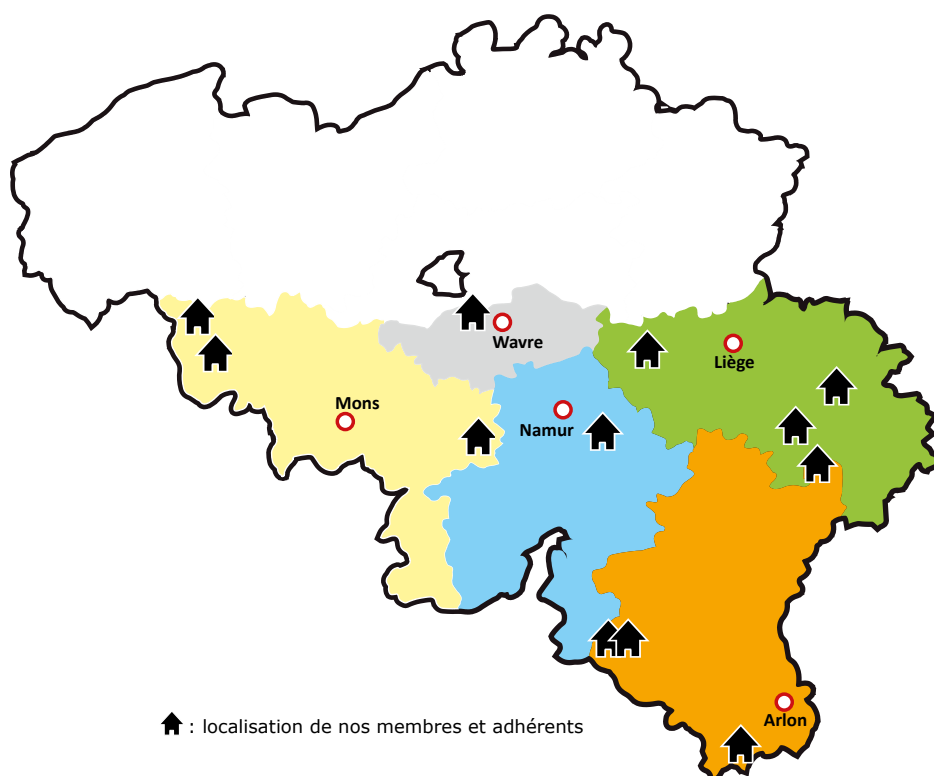 Wavre
Liège
Mons
Namur
Arlon
: localisation de nos membres et adhérents